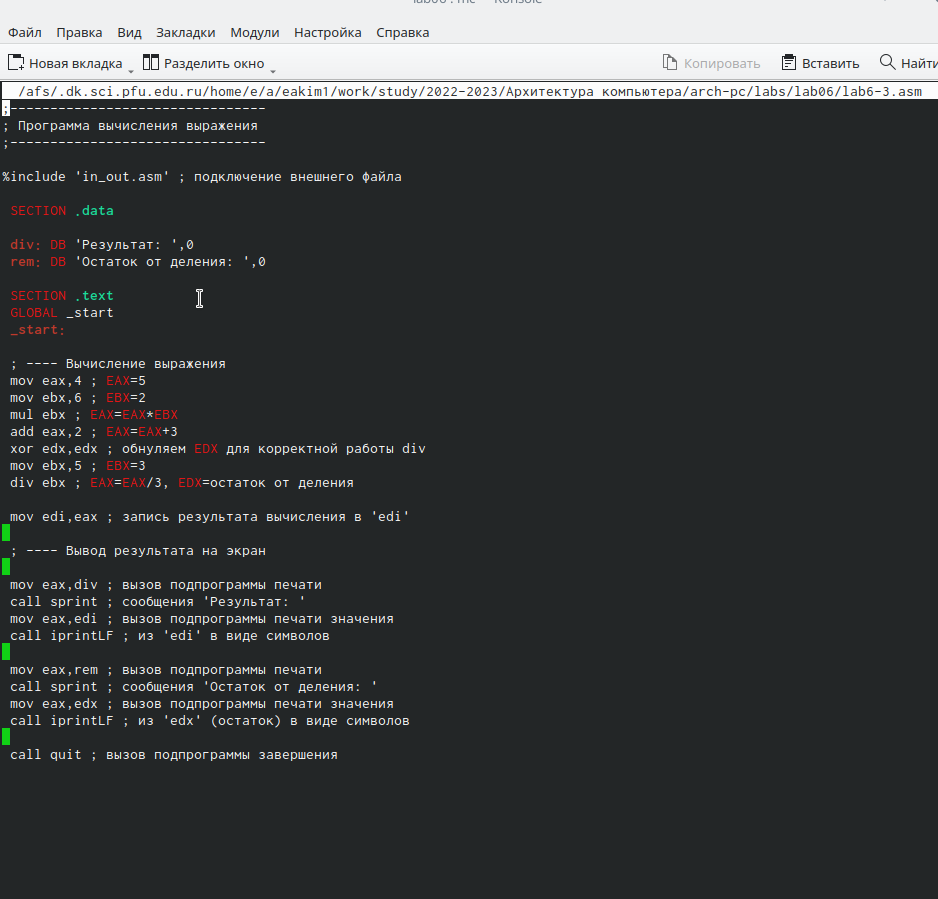 Файл Правка Вид Закладки Модули Настройка Справка
Новая вкладка Разделить окно Копировать Вставить Найти
/afs/.dk.sci.pfu.edu.ru/home/e/a/eakim1/work/study/2022-2023/Архитектура компьютера/arch-pc/labs/lab06/lab6-3.asm
;--------------------------------
; Программа вычисления выражения
;--------------------------------
%include 'in_out.asm' ; подключение внешнего файла
SECTION .data
div: DB 'Результат: ',0
rem: DB 'Остаток от деления: ',0
SECTION .text
GLOBAL _start
_start:
; ---- Вычисление выражения
mov eax,4 ; EAX=5
mov ebx,6 ; EBX=2
mul ebx ; EAX=EAX*EBX
add eax,2 ; EAX=EAX+3
xor edx,edx ; обнуляем EDX для корректной работы div
mov ebx,5 ; EBX=3
div ebx ; EAX=EAX/3, EDX=остаток от деления
mov edi,eax ; запись результата вычисления в 'edi'
; ---- Вывод результата на экран
mov eax,div ; вызов подпрограммы печати
call sprint ; сообщения 'Результат: '
mov eax,edi ; вызов подпрограммы печати значения
call iprintLF ; из 'edi' в виде символов
mov eax,rem ; вызов подпрограммы печати
call sprint ; сообщения 'Остаток от деления: '
mov eax,edx ; вызов подпрограммы печати значения
call iprintLF ; из 'edx' (остаток) в виде символов
call quit ; вызов подпрограммы завершения